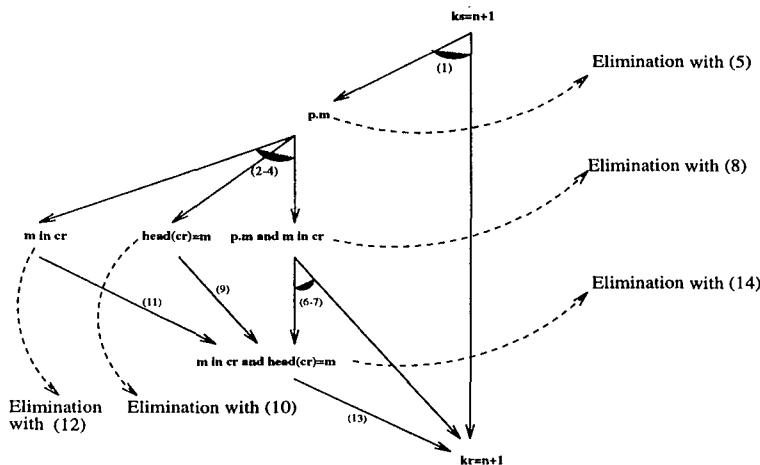 ks=n+1
Elimination with (5)
(1)
p.m
Elimination with (8)
(2-4)
m in cr
head(cr)=m
p.m and m in cr
Elimination with (14)
(11)
(9)
(6-7)
m in cr and head(cr)=m
Elimination
with (12)
Elimination with (10)
(13)
kr=n+1